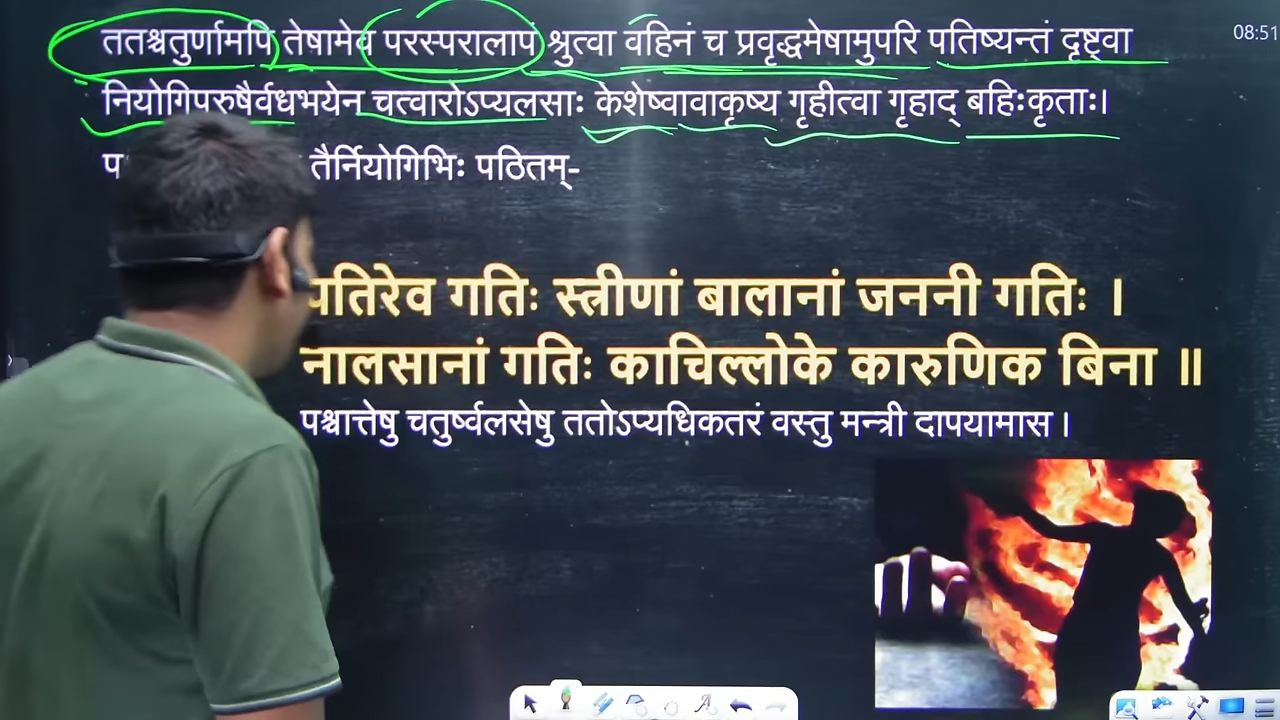 ततश्चतुर्णामपि तेषामेव परस्परालापं श्रुत्वा वहिनं च प्रवृद्धमेषामुपरि पतिष्यन्तं दृष्ट्वा
08:51
नियोगिपरुषैर्वधभयेन चत्वारोऽप्यलसाः केशेष्वावाकृष्य गृहीत्वा गृहाद् बहिःकृताः।
तैर्नियोगिभिः पठितम्-
पतिरेव गतिः स्त्रीणां बालानां जननी गतिः ।
नालसानां गतिः काचिल्लोके कारुणिक बिना ॥
पश्चात्तेषु चतुर्ष्वलसेषु ततोऽप्यधिकतरं वस्तु मन्त्री दापयामास ।